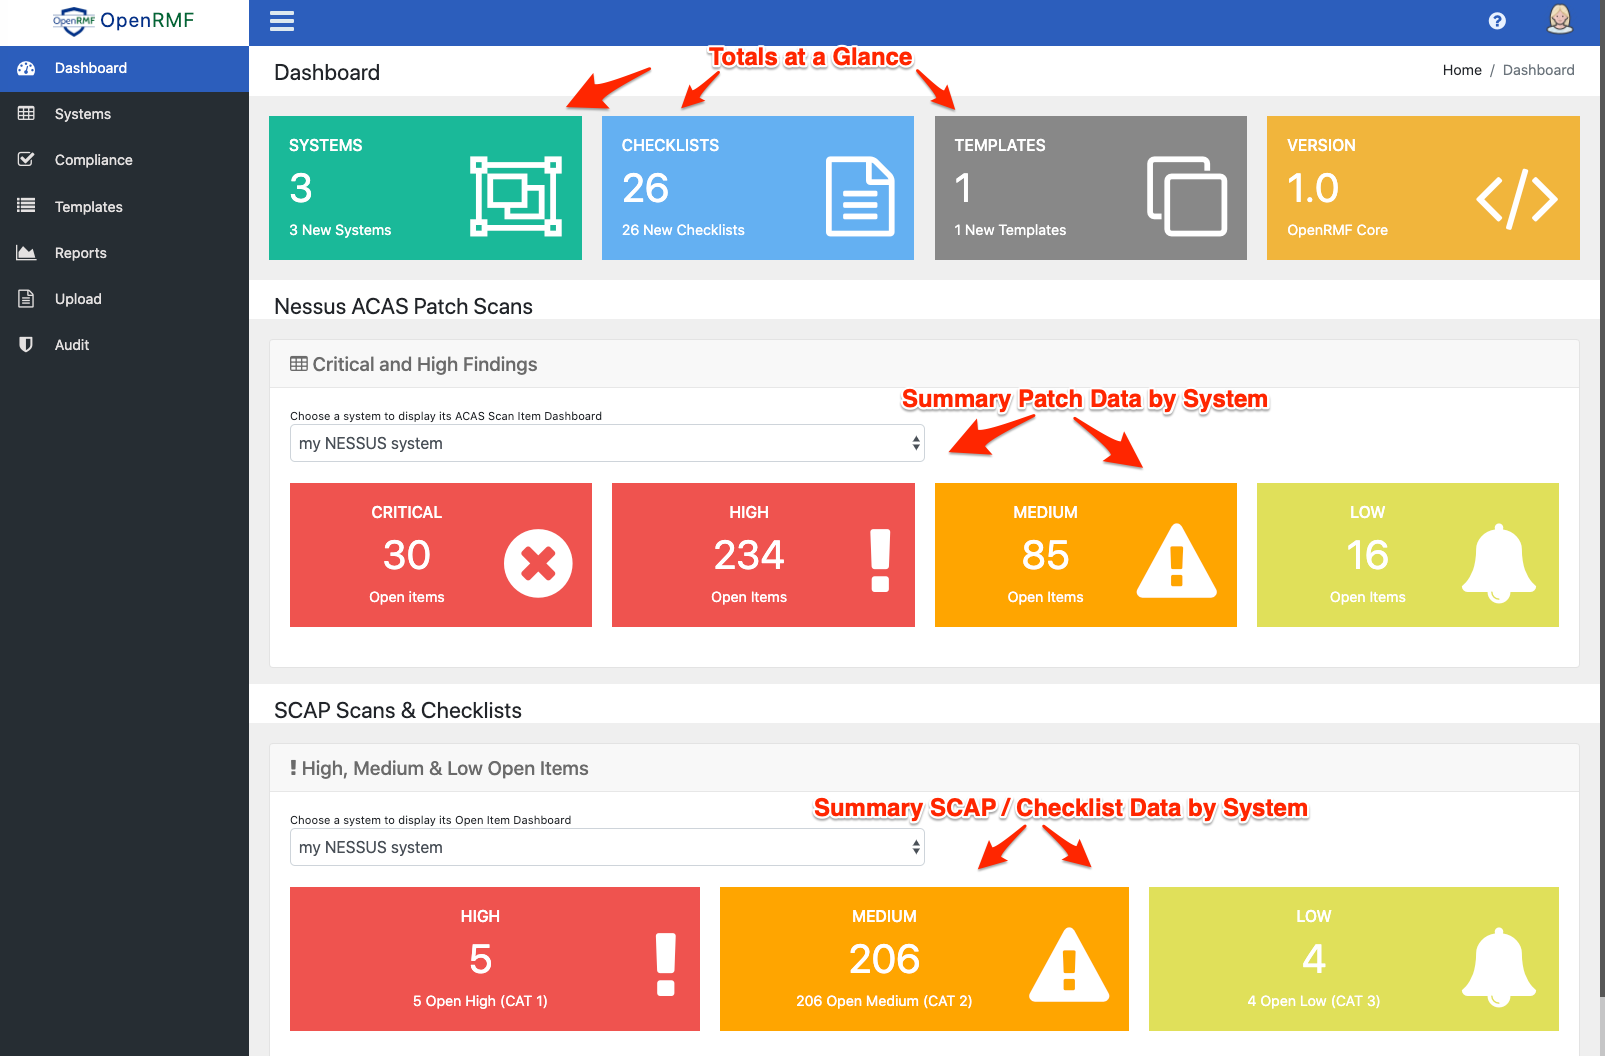 OpenRMF OpenRMF
Dashboard
Systems
Compliance
Templates
Reports
Upload
Audit
?
Totals at a Glance
Dashboard
Home / Dashboard
SYSTEMS
3
3 New Systems
CHECKLISTS
26
26 New Checklists
TEMPLATES
1
1 New Templates
VERSION
1.0
OpenRMF Core
</>
Nessus ACAS Patch Scans
Critical and High Findings
Summary Patch Data by System
Choose a system to display its ACAS Scan Item Dashboard
my NESSUS system
CRITICAL
30
Open items
HIGH
234
Open Items
MEDIUM
85
Open Items
LOW
16
Open Items
SCAP Scans & Checklists
! High, Medium & Low Open Items
Summary SCAP / Checklist Data by System
Choose a system to display its Open Item Dashboard
my NESSUS system
HIGH
5
5 Open High (CAT 1)
MEDIUM
206
206 Open Medium (CAT 2)
LOW
4
4 Open Low (CAT 3)